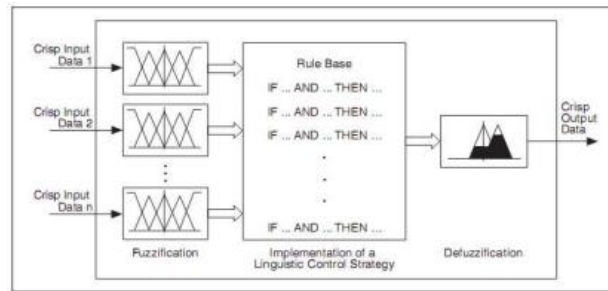 Crisp Input
Data 1
Crisp Input
Data 2
Crisp Input
Data n
Fuzzification
Rule Base
IF ... AND ... THEN ...
IF ... AND ... THEN ...
IF ... AND ... THEN ...
IF ... AND ... THEN ...
Implementation of a
Linguistic Control Strategy
Defuzzification
Crisp
Output
Data